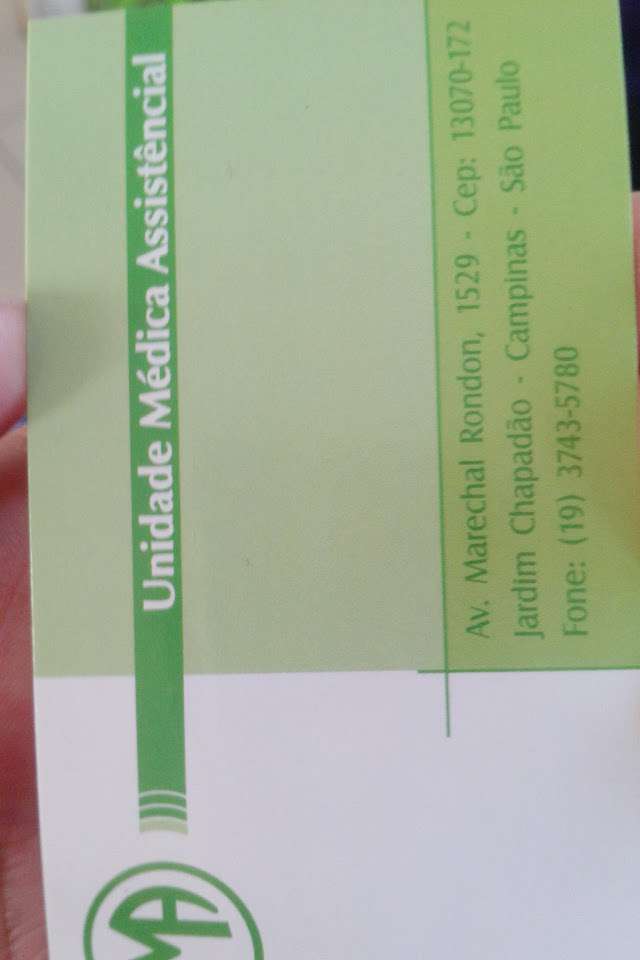 Unidade Médica Assistêncial
Av. Marechal Rondon, 1529 - Cep: 13070-172
Jardim Chapadão - Campinas - São Paulo
Fone: (19) 3743-5780